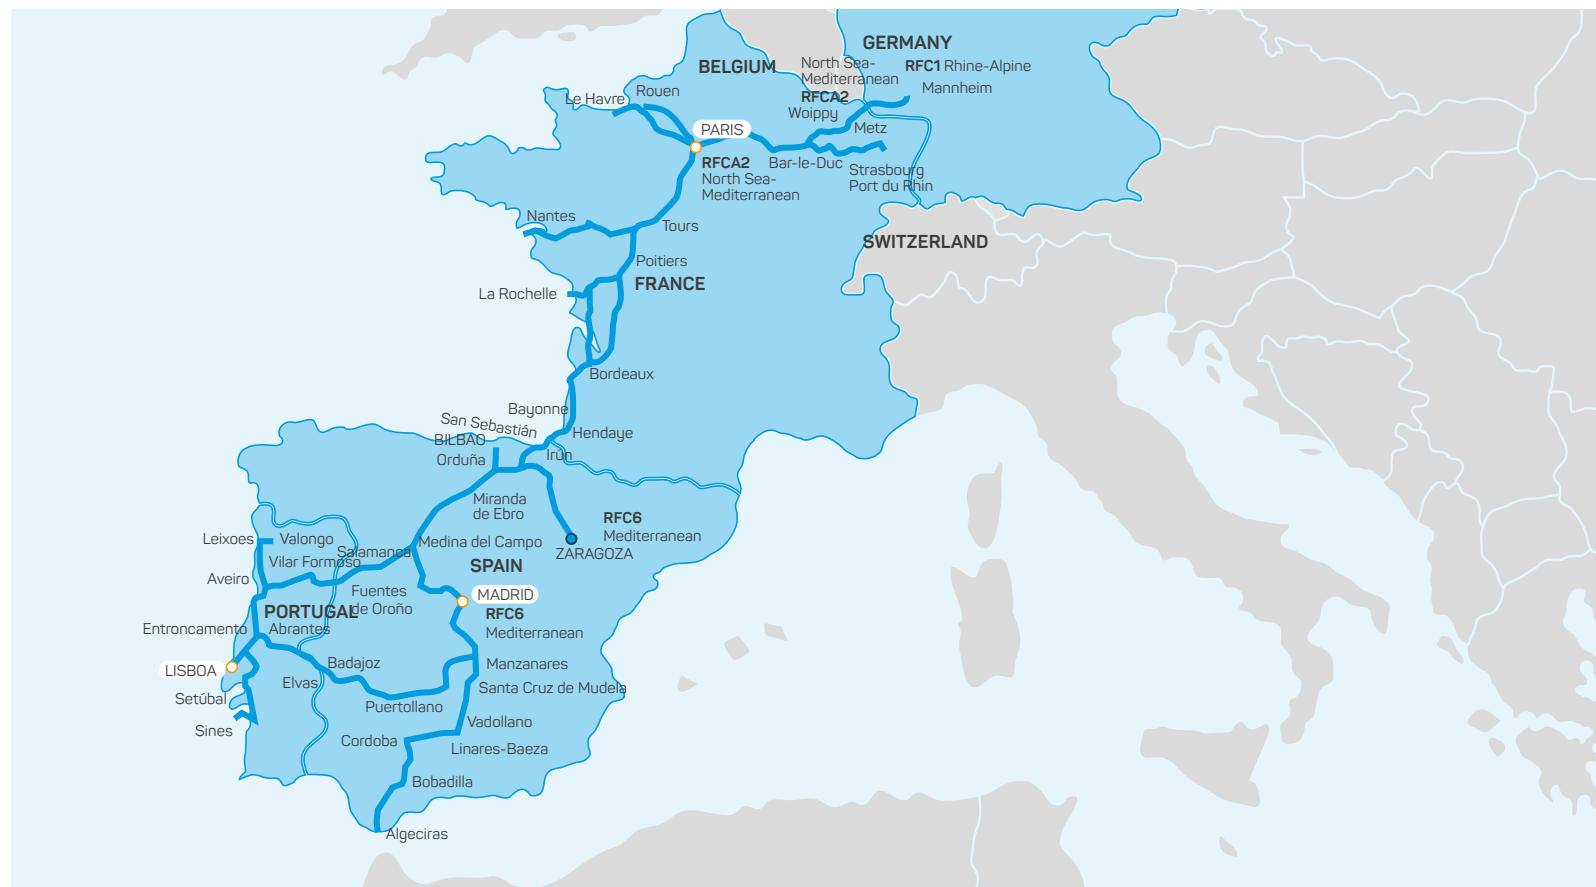 GERMANY
BELGIUM
North Sea-
Mediterranean
RFCA2
Woippy
RFC1 Rhine-Alpine
Mannheim
Le Havre
Rouen
PARIS
Metz
RFCA2
North Sea-
Mediterranean
Bar-le-Duc
Strasbourg
Port du Rhin
Nantes
Tours
SWITZERLAND
Poitiers
FRANCE
La Rochelle
Bordeaux
Bayonne
San Sebastián
Hendaye
BILBAO
Orduña
Irún
Miranda
de Ebro
RFC6
Mediterranean
ZARAGOZA
Leixoes
Valongo
Salamanca
Medina del Campo
Vilar Formoso
SPAIN
Aveiro
Fuentes
de Oroño
MADRID
RFC6
Mediterranean
PORTUGAL
Entroncamento
Abrantes
LISBOA
Badajoz
Manzanares
Elvas
Santa Cruz de Mudela
Setúbal
Puertollano
Vadollano
Sines
Cordoba
Linares-Baeza
Bobadilla
Algeciras